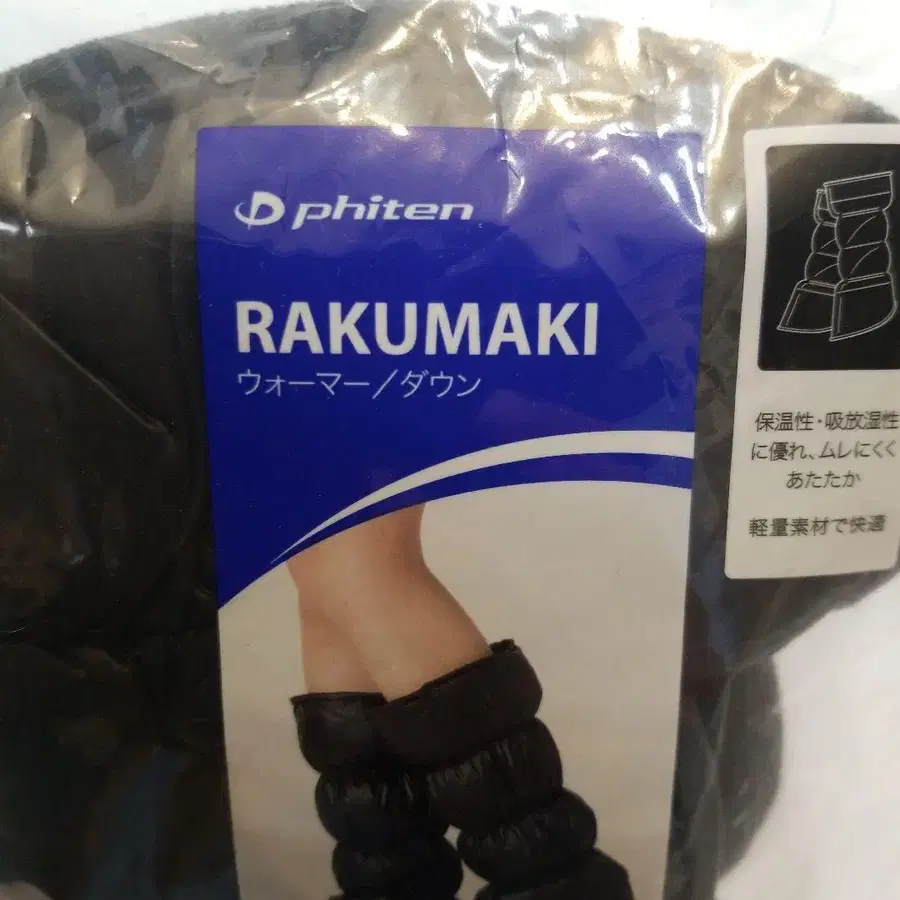 phiten
RAKUMAKI
ウォーマー／ダウン
保温性・吸放湿性
に優れ、ムレにくく
あたたか
軽量素材で快適